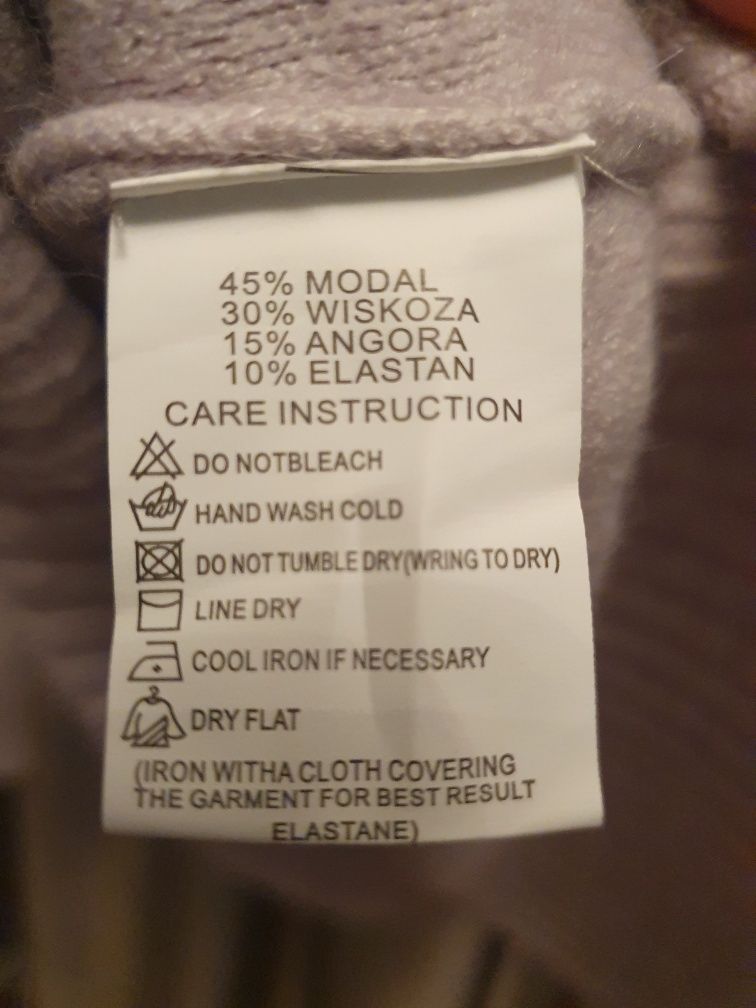 45% MODAL
30% WISKOZA
15% ANGORA
10% ELASTAN
CARE INSTRUCTION
DO NOTBLEACH
HAND WASH COLD
DO NOT TUMBLE DRY(WRING TO DRY)
LINE DRY
COOL IRON IF NECESSARY
DRY FLAT
(IRON WITHA CLOTH COVERING
THE GARMENT FOR BEST RESULT
ELASTANE)